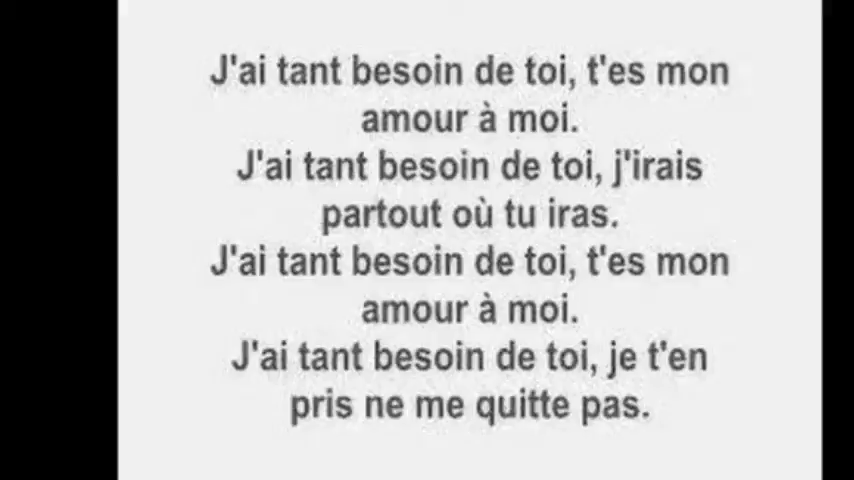 J'ai tant besoin de toi, t'es mon
amour à moi.
J'ai tant besoin de toi, j'irais
partout où tu iras.
J'ai tant besoin de toi, t'es mon
amour à moi.
J'ai tant besoin de toi, je t'en
pris ne me quitte pas.